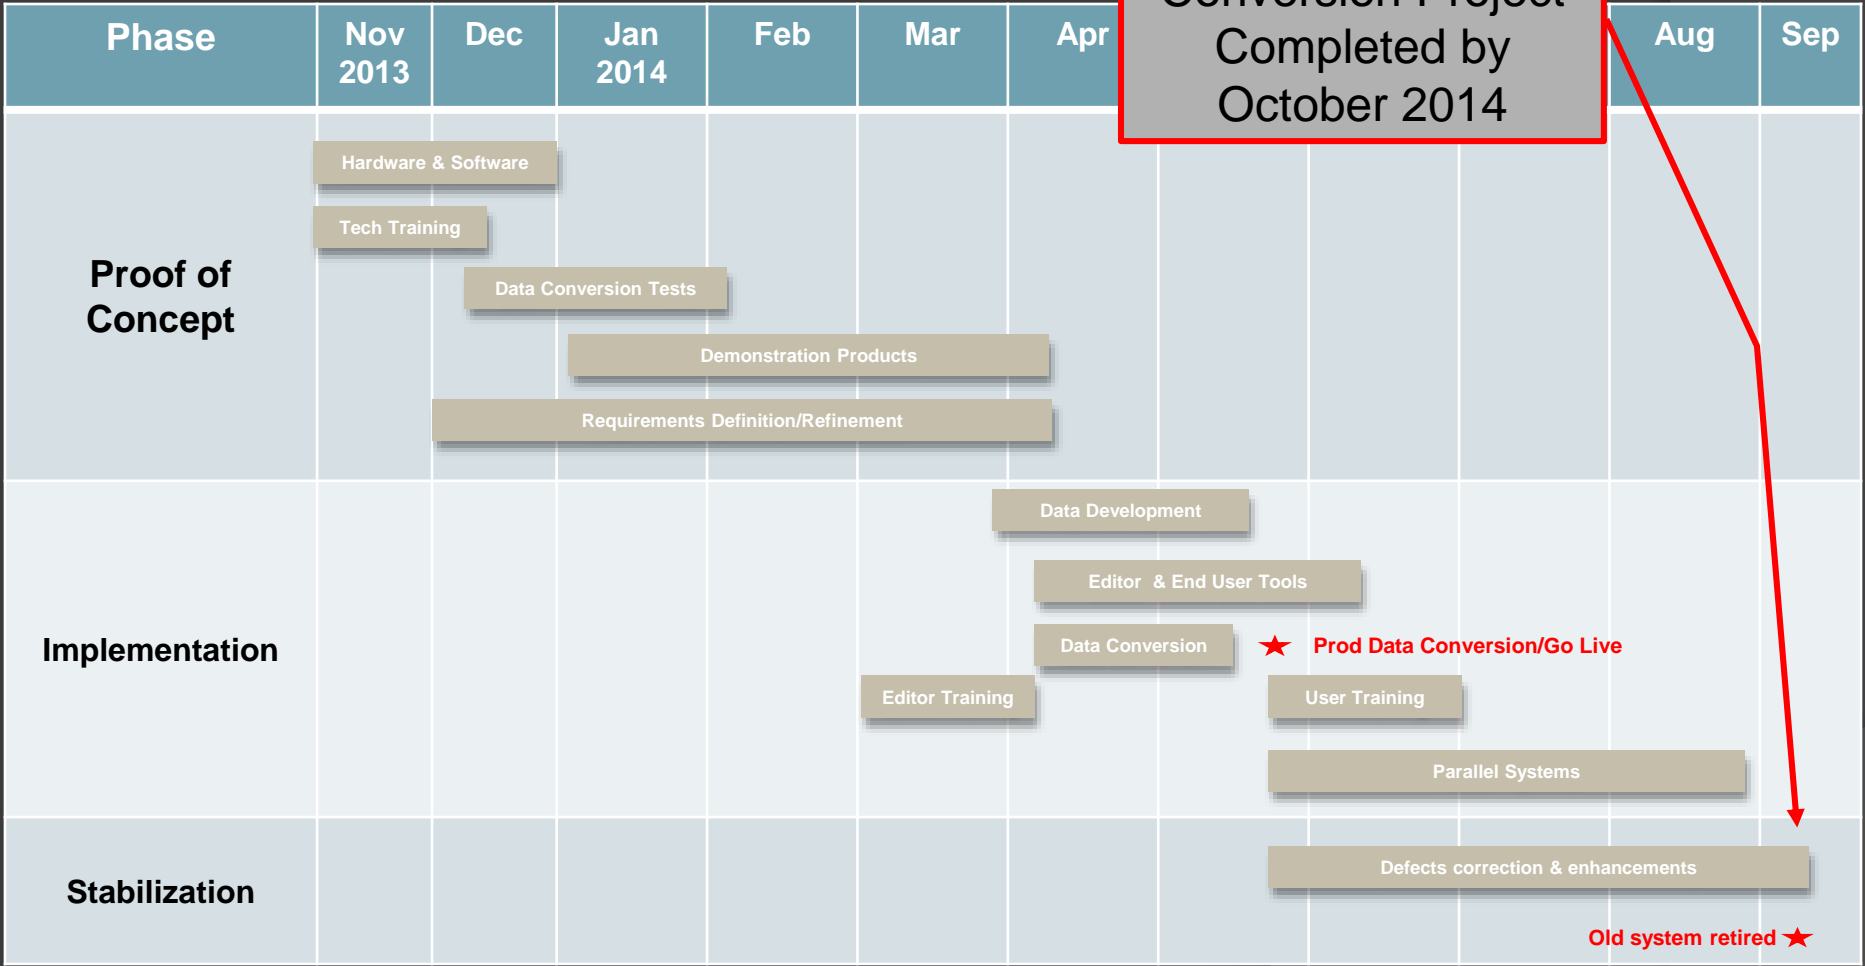 Phase
Nov
2013
Dec
Jan
2014
Feb
Mar
Apr
Conversion Project
Completed by
October 2014
Aug
Sep
Proof of
Concept
Hardware & Software
Tech Training
Data Conversion Tests
Demonstration Products
Requirements Definition/Refinement
Implementation
Data Development
Editor & End User Tools
Data Conversion
Prod Data Conversion/Go Live
Editor Training
User Training
Parallel Systems
Stabilization
Defects correction & enhancements
Old system retired